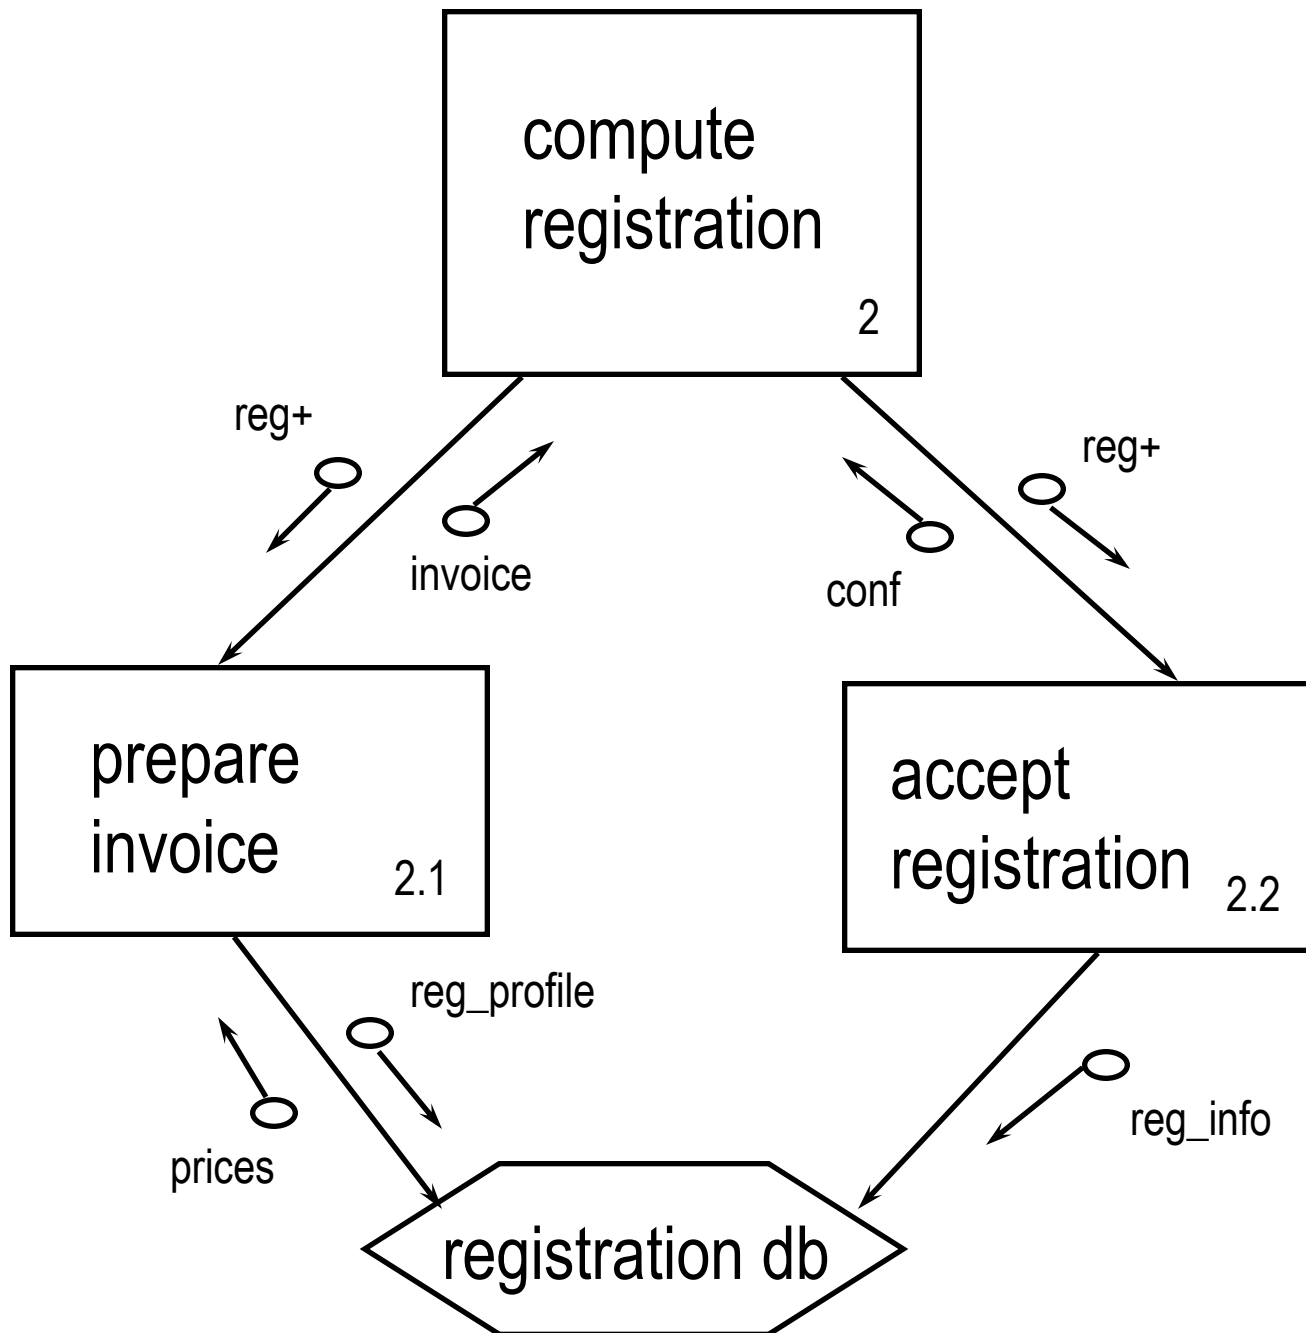 compute
registration
2
reg+
reg+
invoice
conf
prepare
invoice
2.1
accept
registration
2.2
reg_profile
prices
reg_info
registration db